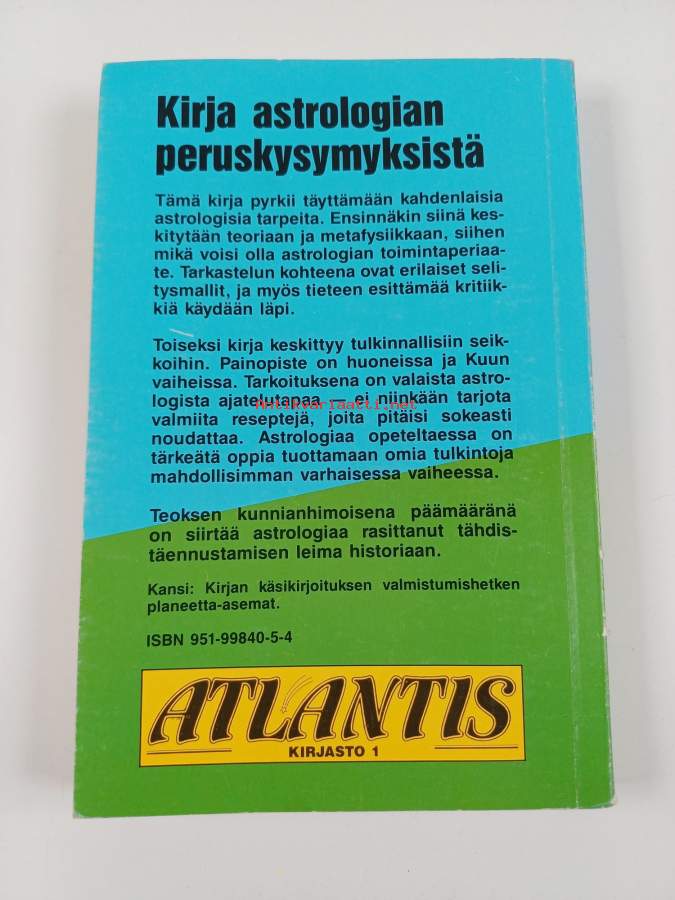 Kirja astrologian
peruskysymyksistä
Tämä kirja pyrkii täyttämään kahdenlaisia
astrologisia tarpeita. Ensinnäkin siinä kes-
kitytään teoriaan ja metafysiikkaan, siihen
mikä voisi olla astrologian toimintaperiaa-
te. Tarkastelun kohteena ovat erilaiset seli-
tysmallit, ja myös tieteen esittämää kritiik-
kiä käydään läpi.
Toiseksi kirja keskittyy tulkinnallisiin seik-
koihin. Painopiste on huoneissa ja Kuun
vaiheissa. Tarkoituksena on valaista astro-
logista ajatelutapaa — ei niinkään tarjota
Antikvariaatti.net
valmiita reseptejä, joita pitäisi sokeasti
noudattaa. Astrologiaa opeteltaessa on
tärkeätä oppia tuottamaan omia tulkintoja
mahdollisimman varhaisessa vaiheessa.
Teoksen kunnianhimoisena päämääränä
on siirtää astrologiaa rasittanut tähdis-
täennustamisen leima historiaan.
Kansi: Kirjan käsikirjoituksen valmistumishetken
planeetta-asemat.
ISBN 951-99840-5-4
ATLANTIS
KIRJASTO 1